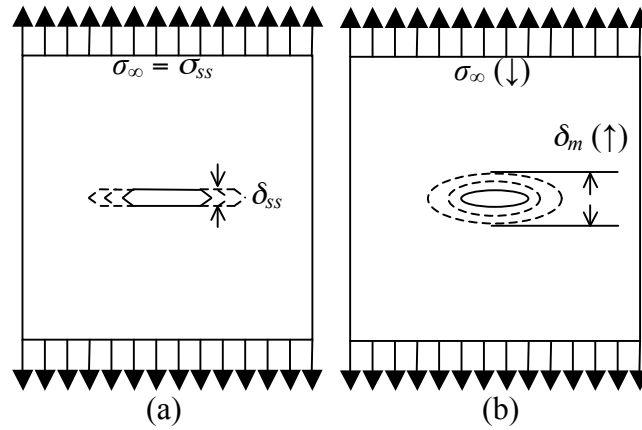 σ∞ = σss
δss
(a)
σ∞ (↓)
δm (↑)
(b)